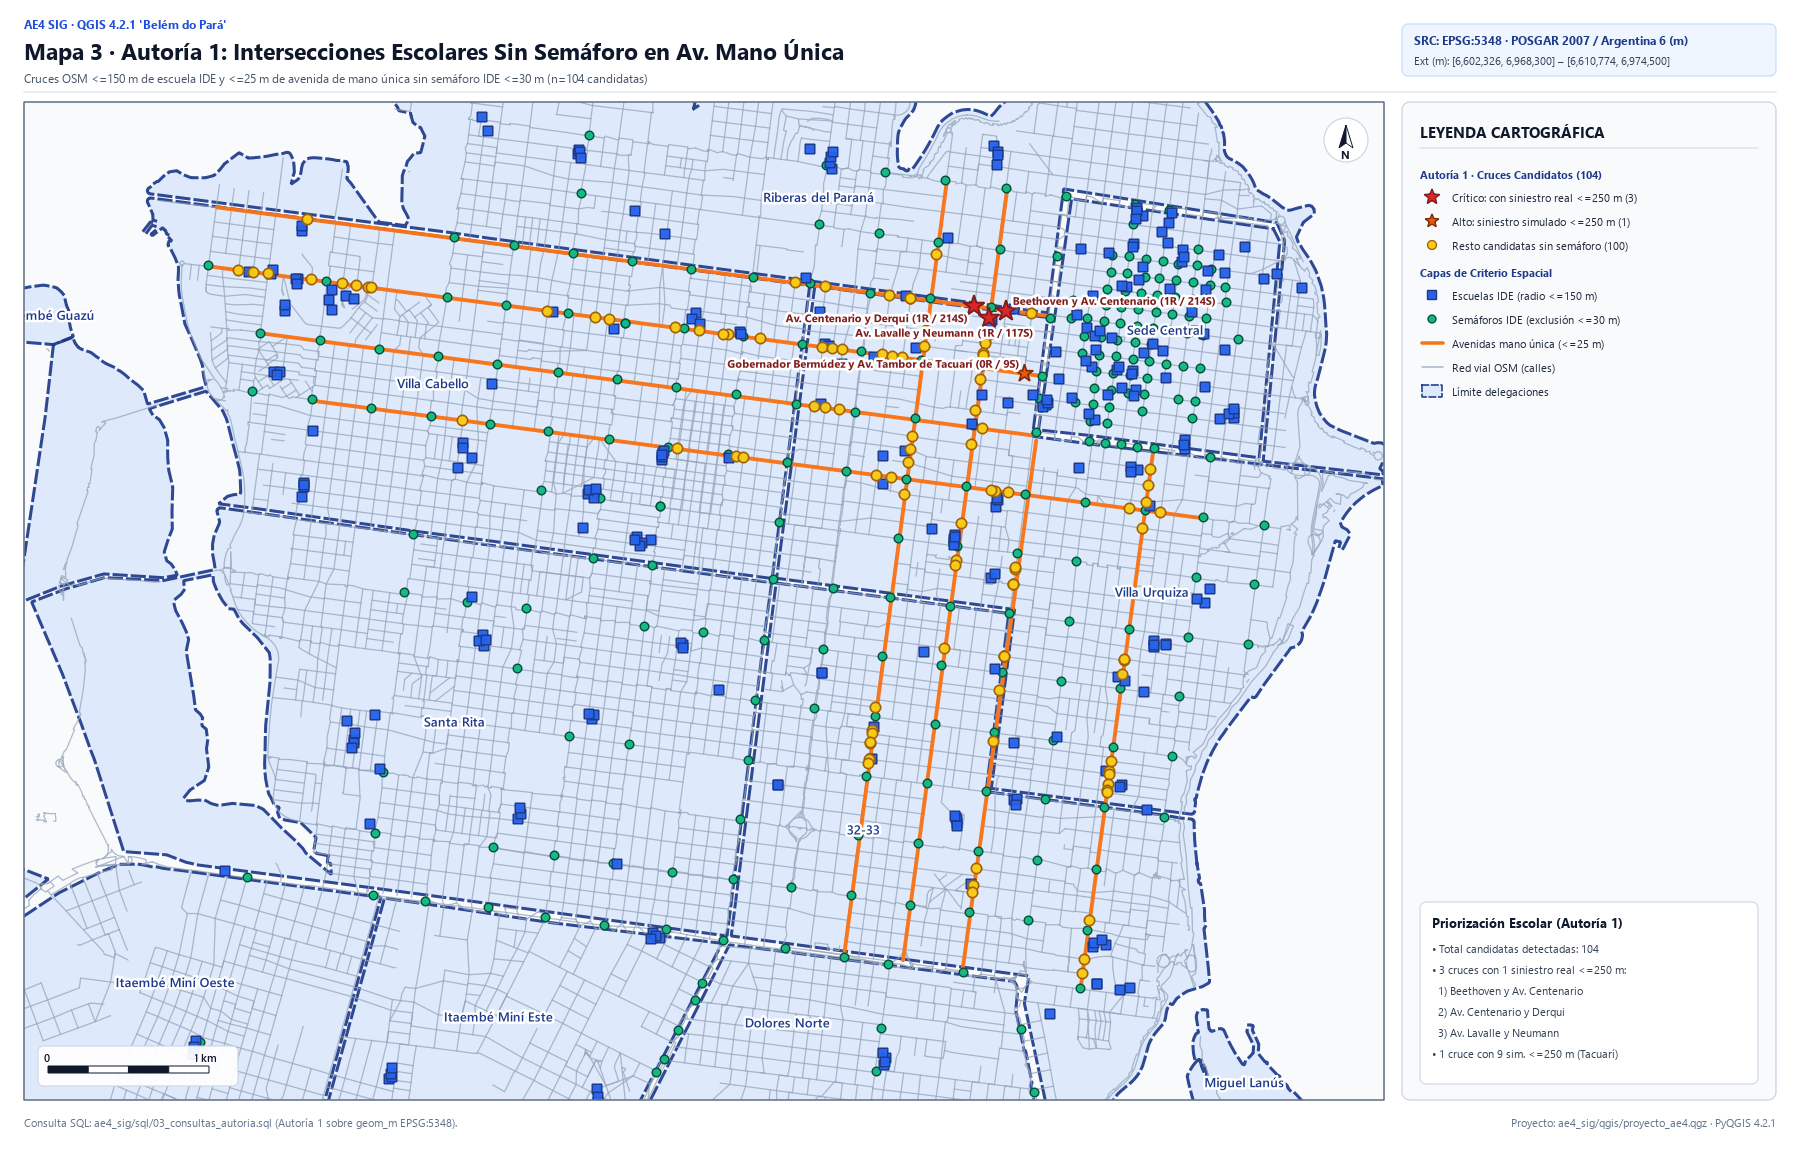 AE4 SIG · QGIS 4.2.1 'Belém do Pará'
Mapa 3 · Autoría 1: Intersecciones Escolares Sin Semáforo en Av. Mano Única
Cruces OSM <=150 m de escuela IDE y <=25 m de avenida de mano única sin semáforo IDE <=30 m (n=104 candidatas)
SRC: EPSG:5348 · POSGAR 2007 / Argentina 6 (m)
Ext (m): [6,602,326, 6,968,300] – [6,610,774, 6,974,500]
N
Riberas del Paraná
mbé Guazú
Beethoven y Av. Centenario (1R / 214S)
Av. Centenario y Derqui (1R / 214S)
Av. Lavalle y Neumann (1R / 117S)
Sede Central
Gobernador Bermúdez y Av. Tambor de Tacuarí (0R / 9S)
Villa Cabello
Villa Urquiza
Santa Rita
32-33
Itaembé Miní Oeste
Itaembé Miní Este
Dolores Norte
Miguel Lanús
0 1 km
LEYENDA CARTOGRÁFICA
Autoría 1 · Cruces Candidatos (104)
Crítico: con siniestro real <=250 m (3)
Alto: siniestro simulado <=250 m (1)
Resto candidatas sin semáforo (100)
Capas de Criterio Espacial
Escuelas IDE (radio <=150 m)
Semáforos IDE (exclusión <=30 m)
Avenidas mano única (<=25 m)
Red vial OSM (calles)
Límite delegaciones
Priorización Escolar (Autoría 1)
• Total candidatas detectadas: 104
• 3 cruces con 1 siniestro real <=250 m:
1) Beethoven y Av. Centenario
2) Av. Centenario y Derqui
3) Av. Lavalle y Neumann
• 1 cruce con 9 sim. <=250 m (Tacuarí)
Consulta SQL: ae4_sig/sql/03_consultas_autoria.sql (Autoría 1 sobre geom_m EPSG:5348).
Proyecto: ae4_sig/qgis/proyecto_ae4.qgz · PyQGIS 4.2.1